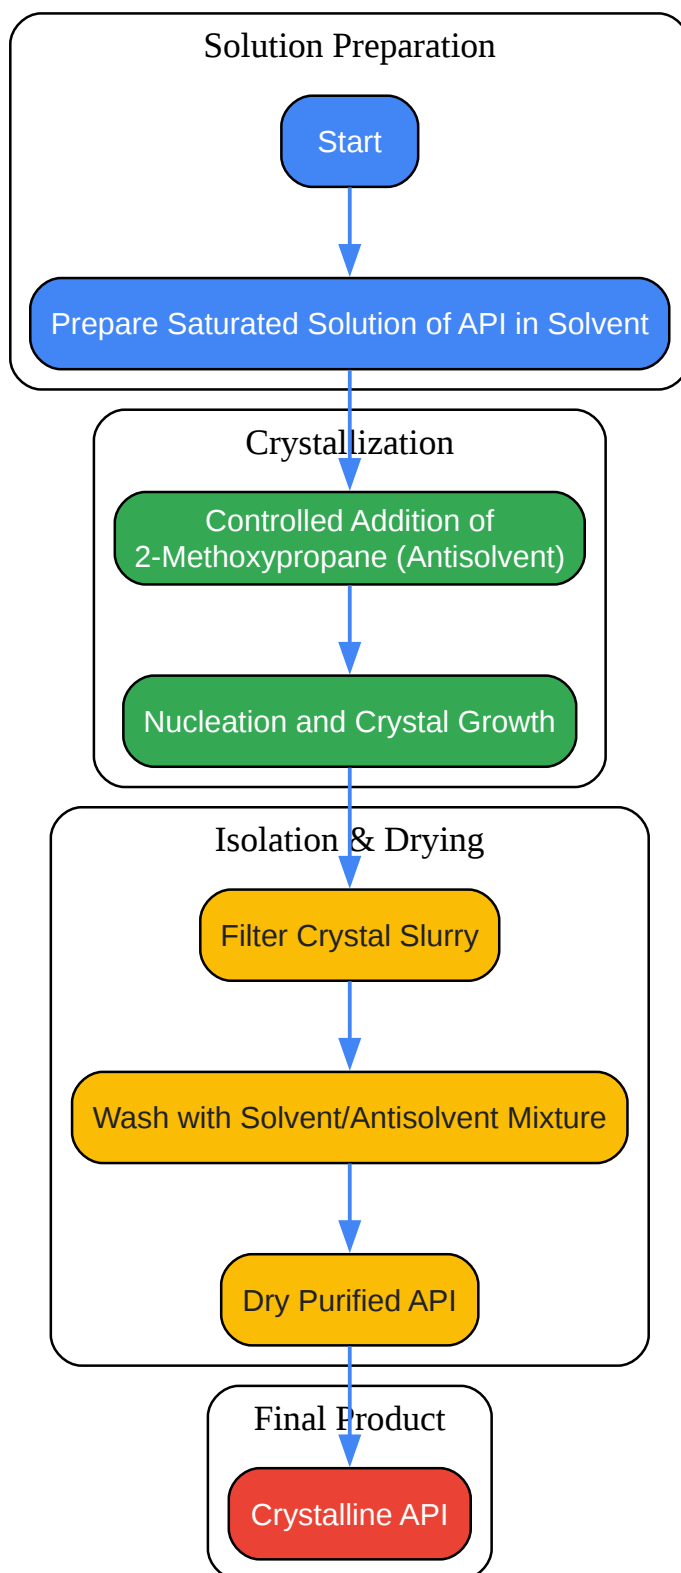 Solution Preparation
Start
Prepare Saturated Solution of API in Solvent
Crystallization
Controlled Addition of
2-Methoxypropane (Antisolvent)
Nucleation and Crystal Growth
Isolation & Drying
Filter Crystal Slurry
Wash with Solvent/Antisolvent Mixture
Dry Purified API
Final Product
Crystalline API